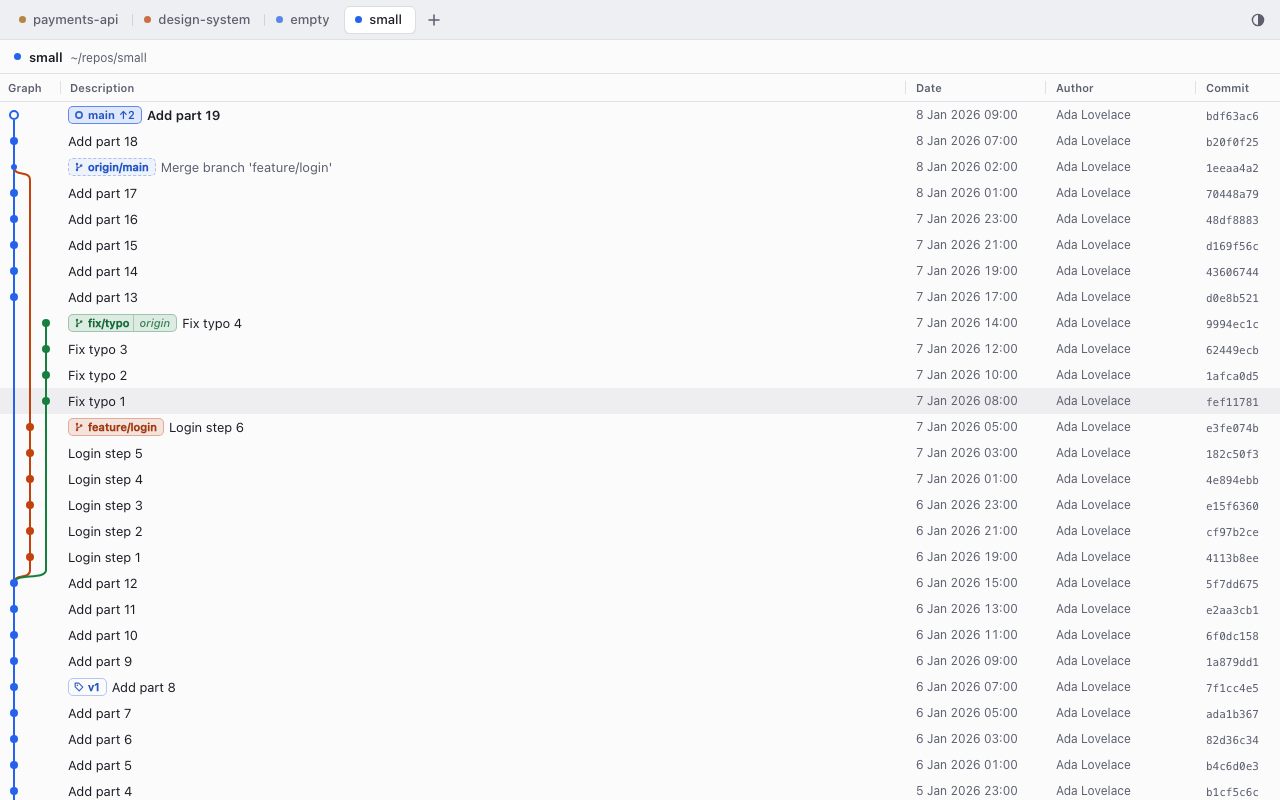 payments-api design-system empty small
small ~/repos/small
Graph Description Date Author Commit
main ↑2 Add part 19 8 Jan 2026 09:00 Ada Lovelace bdf63ac6
Add part 18 8 Jan 2026 07:00 Ada Lovelace b20f0f25
origin/main Merge branch 'feature/login' 8 Jan 2026 02:00 Ada Lovelace 1eeaa4a2
Add part 17 8 Jan 2026 01:00 Ada Lovelace 70448a79
Add part 16 7 Jan 2026 23:00 Ada Lovelace 48df8883
Add part 15 7 Jan 2026 21:00 Ada Lovelace d169f56c
Add part 14 7 Jan 2026 19:00 Ada Lovelace 43606744
Add part 13 7 Jan 2026 17:00 Ada Lovelace d0e8b521
fix/typo origin Fix typo 4 7 Jan 2026 14:00 Ada Lovelace 9994ec1c
Fix typo 3 7 Jan 2026 12:00 Ada Lovelace 62449ecb
Fix typo 2 7 Jan 2026 10:00 Ada Lovelace 1afca0d5
Fix typo 1 7 Jan 2026 08:00 Ada Lovelace fef11781
feature/login Login step 6 7 Jan 2026 05:00 Ada Lovelace e3fe074b
Login step 5 7 Jan 2026 03:00 Ada Lovelace 182c50f3
Login step 4 7 Jan 2026 01:00 Ada Lovelace 4e894ebb
Login step 3 6 Jan 2026 23:00 Ada Lovelace e15f6360
Login step 2 6 Jan 2026 21:00 Ada Lovelace cf97b2ce
Login step 1 6 Jan 2026 19:00 Ada Lovelace 4113b8ee
Add part 12 6 Jan 2026 15:00 Ada Lovelace 5f7dd675
Add part 11 6 Jan 2026 13:00 Ada Lovelace e2aa3cb1
Add part 10 6 Jan 2026 11:00 Ada Lovelace 6f0dc158
Add part 9 6 Jan 2026 09:00 Ada Lovelace 1a879dd1
v1 Add part 8 6 Jan 2026 07:00 Ada Lovelace 7f1cc4e5
Add part 7 6 Jan 2026 05:00 Ada Lovelace ada1b367
Add part 6 6 Jan 2026 03:00 Ada Lovelace 82d36c34
Add part 5 6 Jan 2026 01:00 Ada Lovelace b4c6d0e3
Add part 4 5 Jan 2026 23:00 Ada Lovelace b1cf5c6c